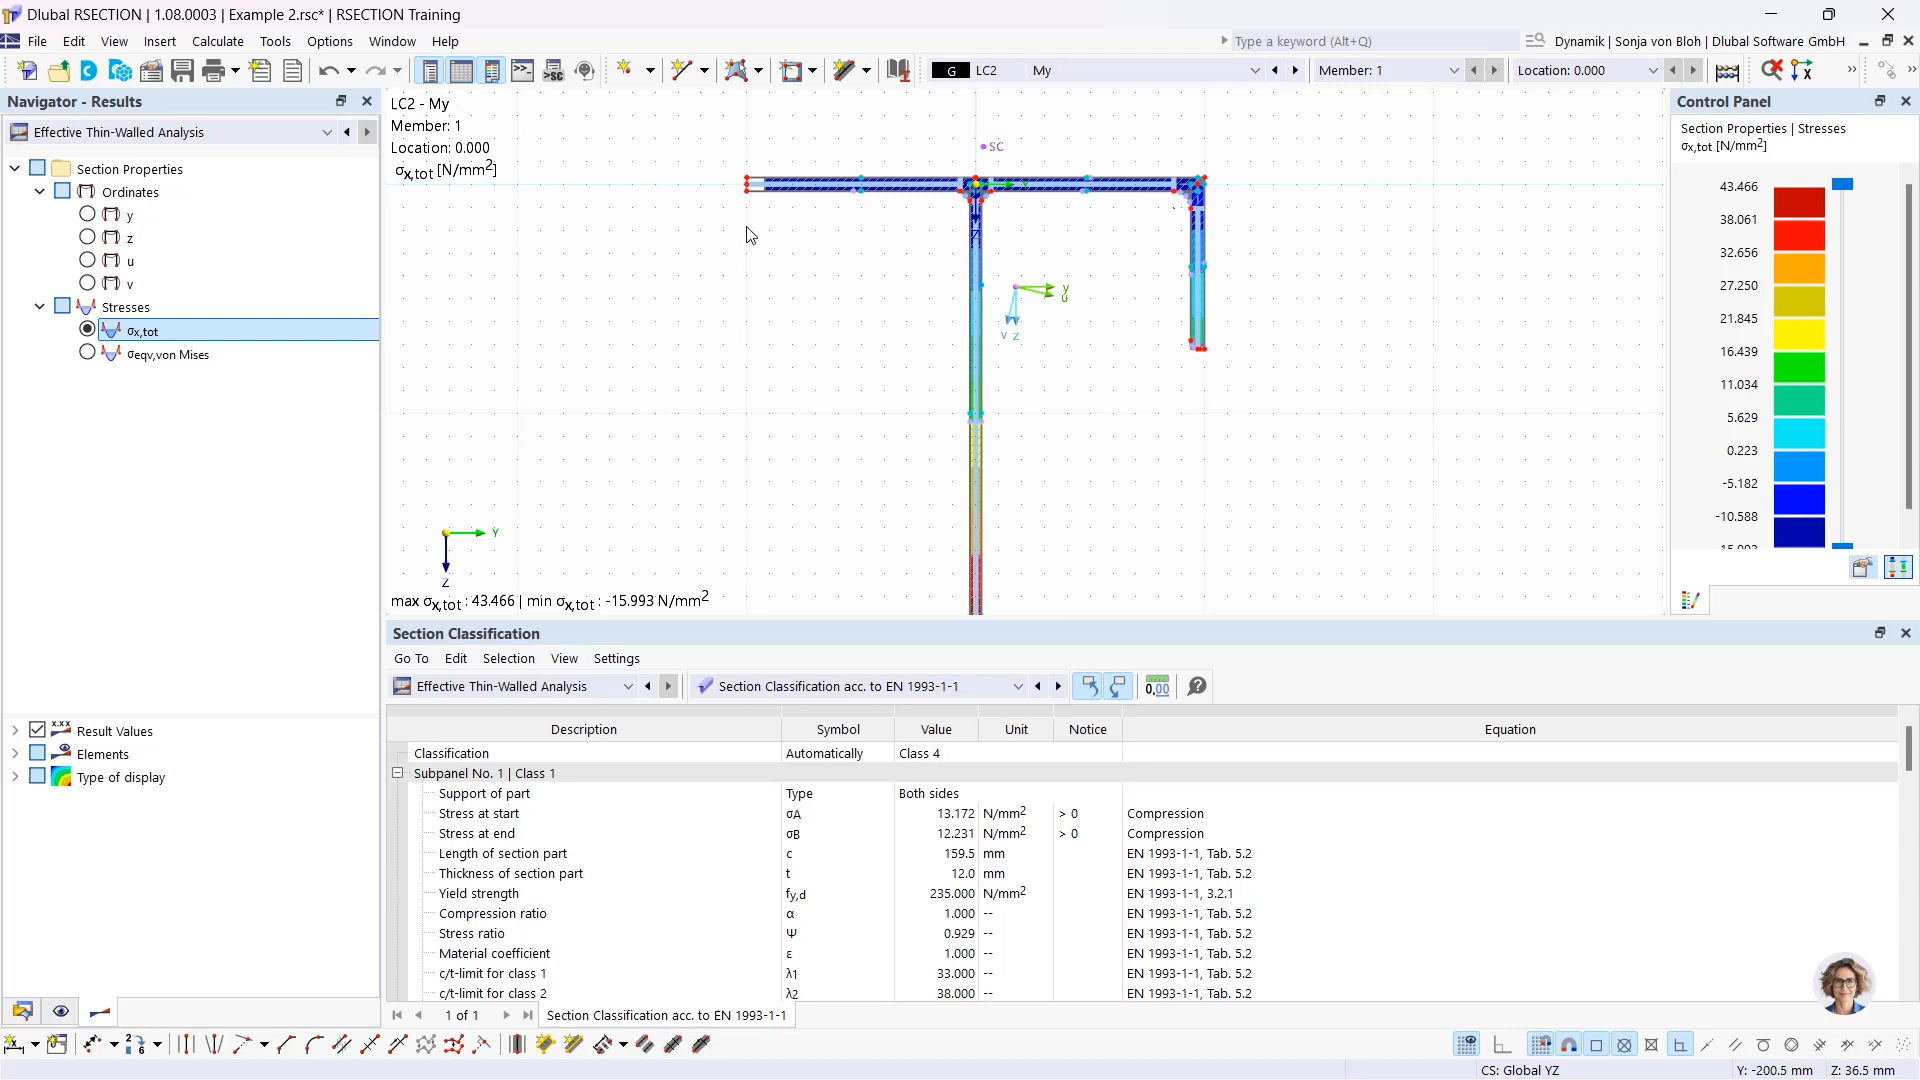 Dlubal RSECTION | 1.08.0003 | Example 2.rsc* | RSECTION Training
File Edit View Insert Calculate Tools Options Window Help
Type a keyword (Alt+Q)
Dynamik | Sonja von Bloh | Dlubal Software GmbH
G LC2 My
Member: 1
Location: 0.000
Navigator - Results
Effective Thin-Walled Analysis
Section Properties
Ordinates
y
z
u
v
Stresses
σx,tot
σeqv,von Mises
Result Values
Elements
Type of display
LC2 - My
Member: 1
Location: 0.000
σx,tot [N/mm2]
SC
y
u
v z
Y
Z
max σx,tot : 43.466 | min σx,tot : -15.993 N/mm2
Control Panel
Section Properties | Stresses
σx,tot [N/mm2]
43.466
38.061
32.656
27.250
21.845
16.439
11.034
5.629
0.223
-5.182
-10.588
Section Classification
Go To Edit Selection View Settings
Effective Thin-Walled Analysis
Section Classification acc. to EN 1993-1-1
0,00
Description Symbol Value Unit Notice Equation
Classification Automatically Class 4
Subpanel No. 1 | Class 1
Support of part Type Both sides
Stress at start σA 13.172 N/mm2 > 0 Compression
Stress at end σB 12.231 N/mm2 > 0 Compression
Length of section part c 159.5 mm EN 1993-1-1, Tab. 5.2
Thickness of section part t 12.0 mm EN 1993-1-1, Tab. 5.2
Yield strength fy,d 235.000 N/mm2 EN 1993-1-1, 3.2.1
Compression ratio α 1.000 -- EN 1993-1-1, Tab. 5.2
Stress ratio Ψ 0.929 -- EN 1993-1-1, Tab. 5.2
Material coefficient ε 1.000 -- EN 1993-1-1, Tab. 5.2
c/t-limit for class 1 λ1 33.000 -- EN 1993-1-1, Tab. 5.2
c/t-limit for class 2 λ2 38.000 -- EN 1993-1-1, Tab. 5.2
1 of 1
Section Classification acc. to EN 1993-1-1
CS: Global YZ
Y: -200.5 mm
Z: 36.5 mm